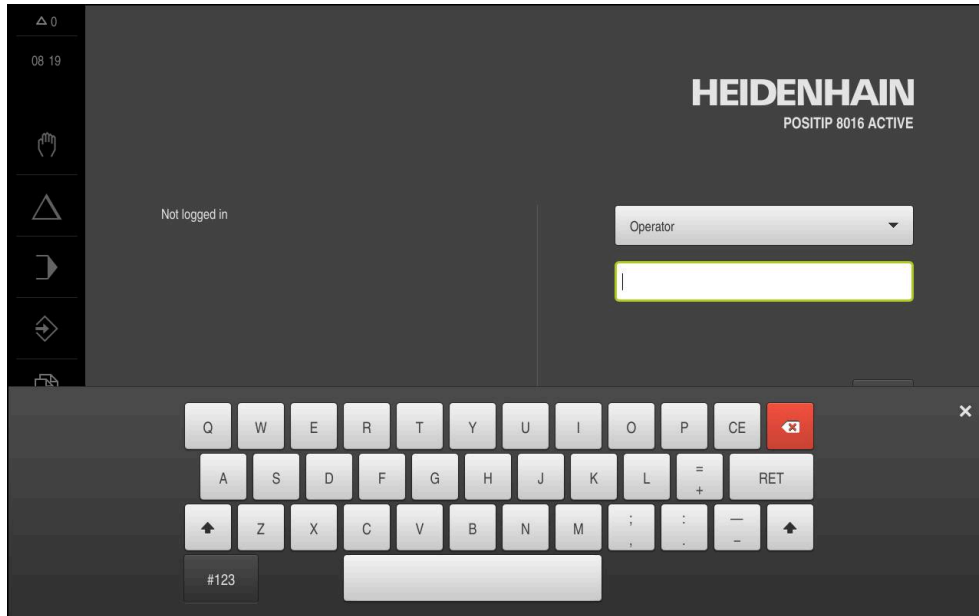 0
08 19
HEIDENHAIN
POSITIP 8016 ACTIVE
Not logged in
Operator
Q W E R T Y U I O P CE
A S D F G H J K L = + RET
Z X C V B N M ; , : . — –
#123